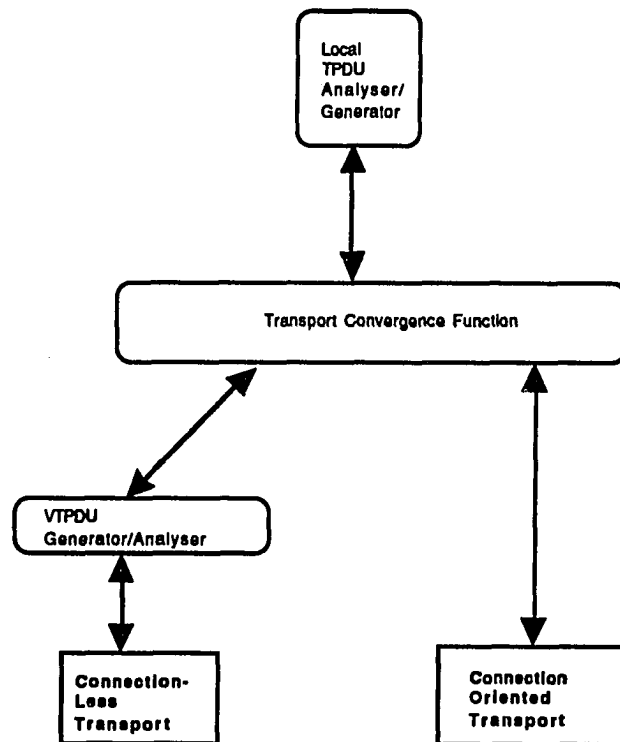 Local
TPDU
Analyser/
Generator
Transport Convergence Function
VTPDU
Generator/Analyser
Connection-
Less
Transport
Connection
Oriented
Transport